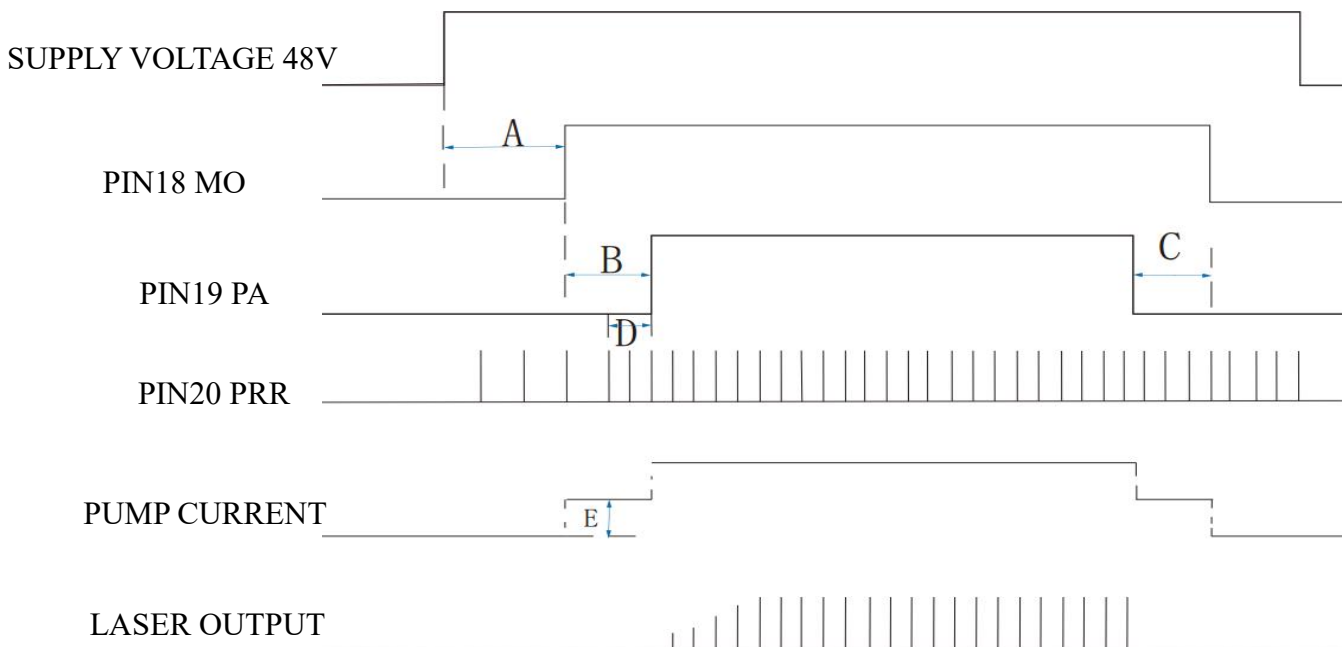 SUPPLY VOLTAGE 48V
A
PIN18 MO
B
C
PIN19 PA
D
PIN20 PRR
PUMP CURRENT
E
LASER OUTPUT